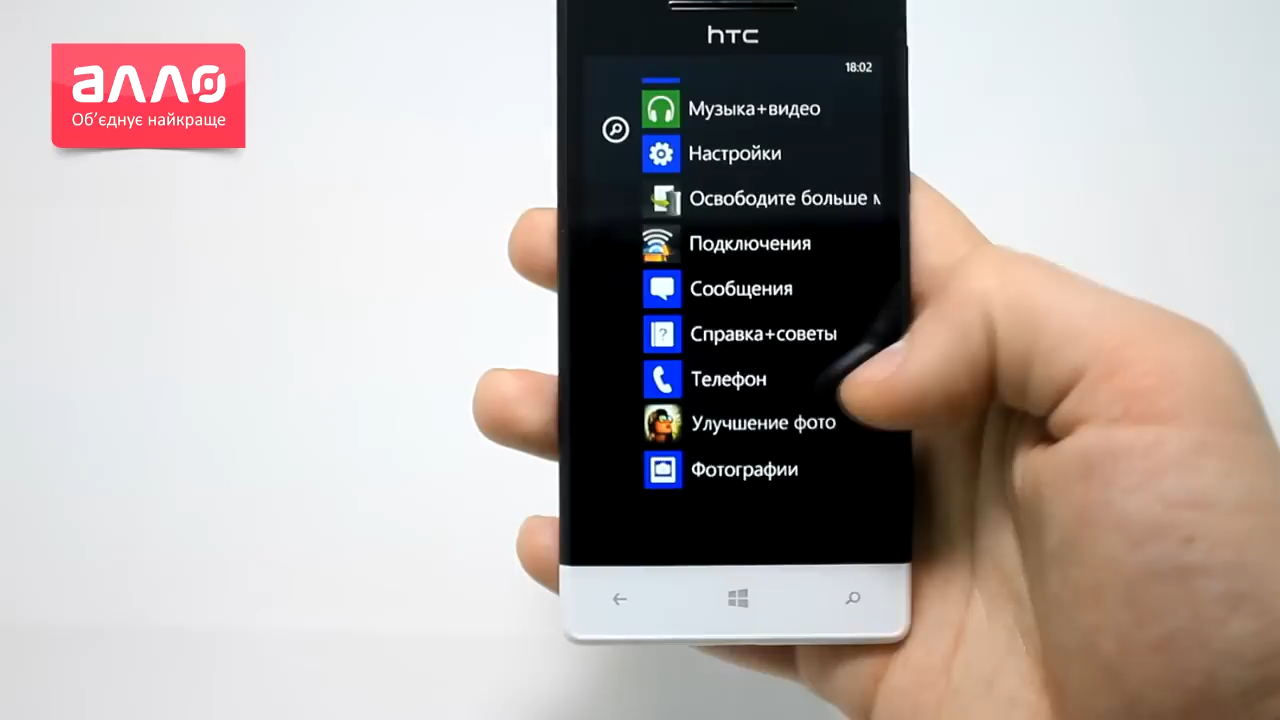 алло
Об’єднує найкраще
hTC
18:02
Музыка+видео
Настройки
Освободите больше
Подключения
Сообщения
Справка+советы
Телефон
Улучшение фото
Фотографии